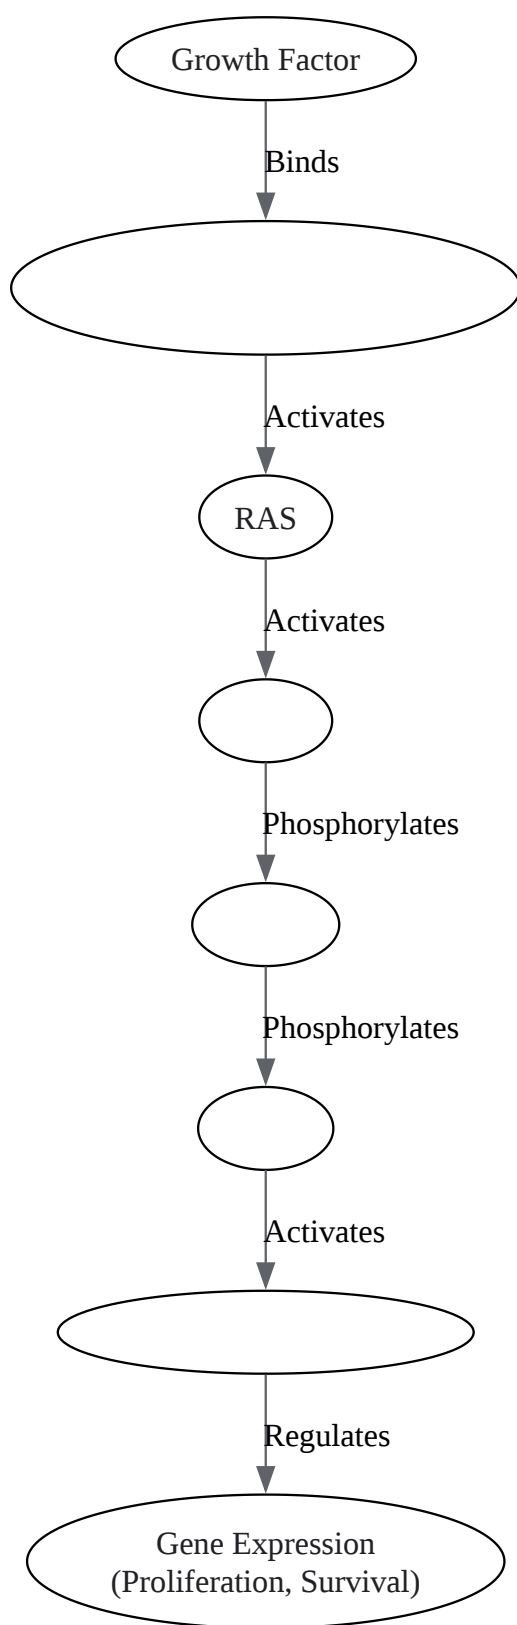 Growth Factor
Binds
Activates
RAS
Activates
Phosphorylates
Phosphorylates
Activates
Regulates
Gene Expression
(Proliferation, Survival)